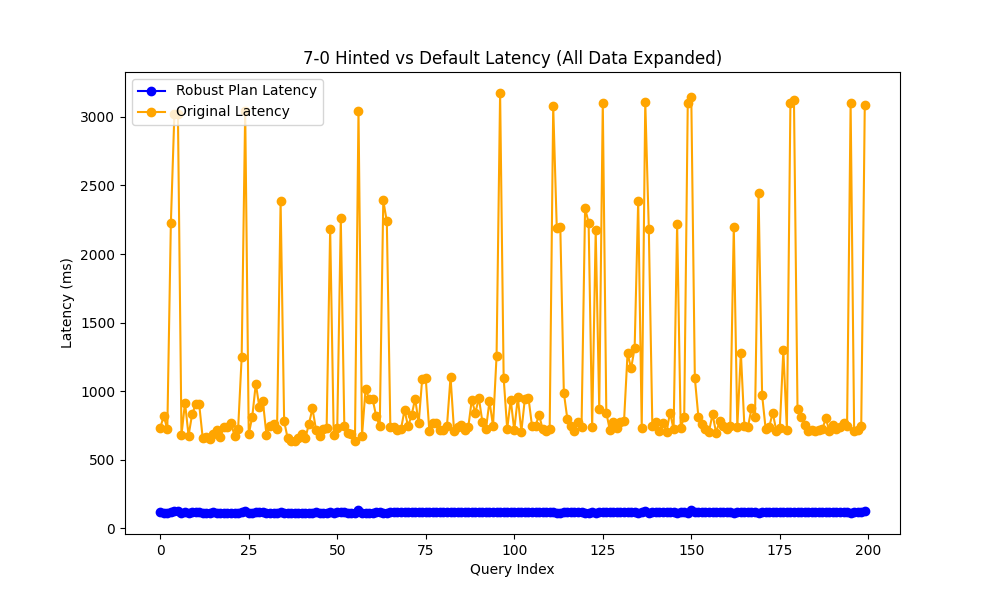 7-0 Hinted vs Default Latency (All Data Expanded)
Robust Plan Latency
Original Latency
Latency (ms)
3000
2500
2000
1500
1000
500
0
0 25 50 75 100 125 150 175 200
Query Index